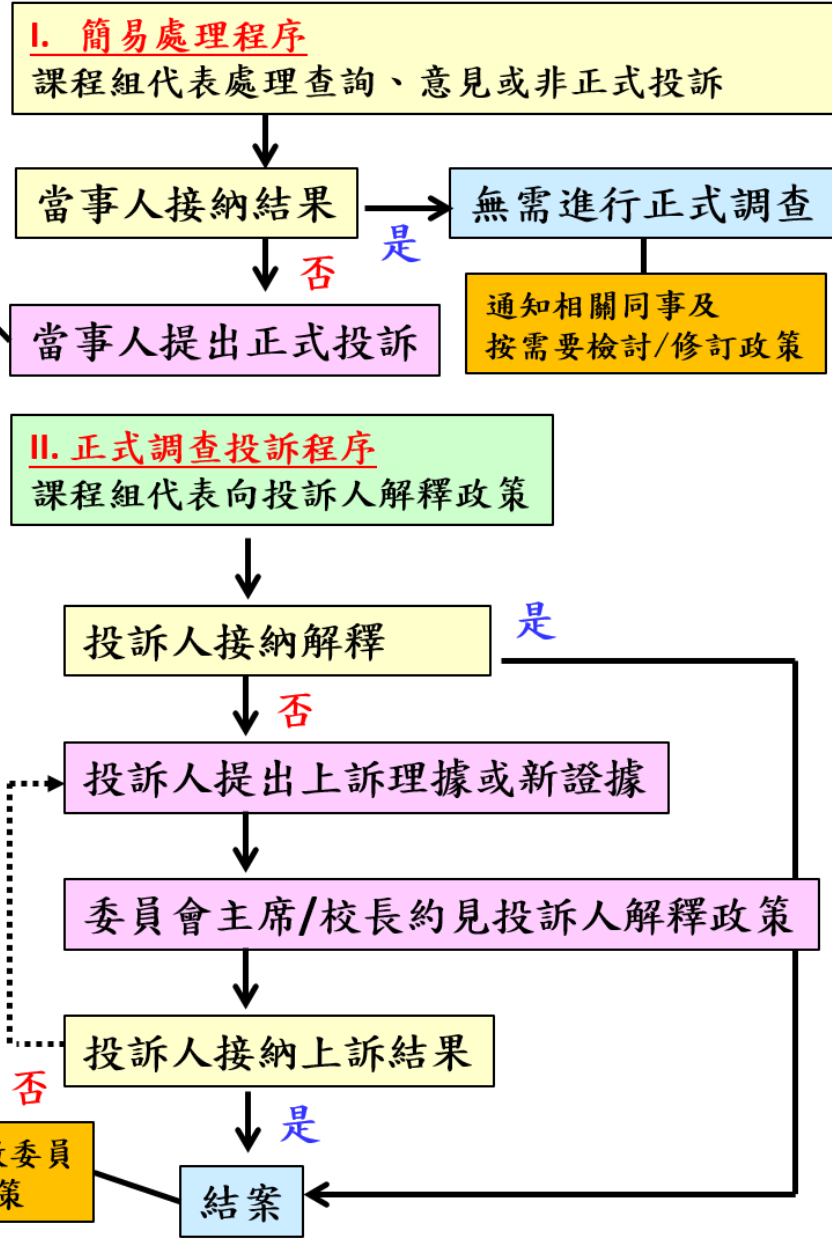 I. 簡易處理程序
課程組代表處理查詢、意見或非正式投訴
當事人接納結果
是
無需進行正式調查
否
通知相關同事及
按需要檢討/修訂政策
當事人提出正式投訴
II. 正式調查投訴程序
課程組代表向投訴人解釋政策
投訴人接納解釋
是
否
投訴人提出上訴理據或新證據
委員會主席/校長約見投訴人解釋政策
投訴人接納上訴結果
否
是
委員
策
結案